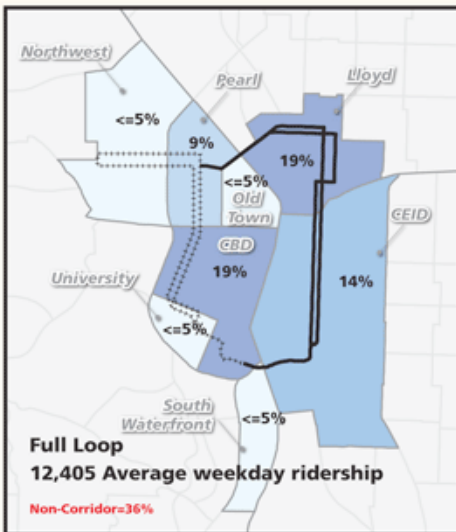 Northwest
Pearl
Lloyd
<=5%
9%
19%
<=5%
Old
Town
CEID
CBD
19%
14%
University
<=5%
South
Waterfront
<=5%
Full Loop
12,405 Average weekday ridership
Non-Corridor=36%